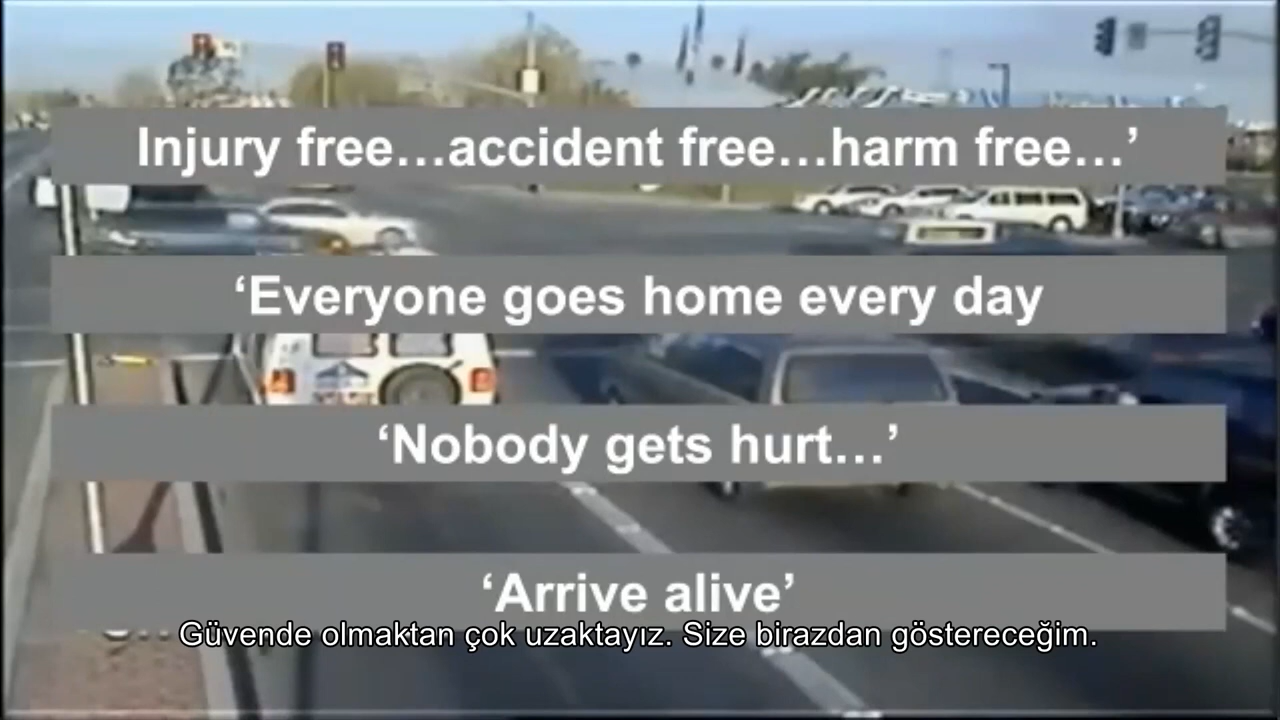 Injury free…accident free…harm free…’
‘Everyone goes home every day
‘Nobody gets hurt…’
‘Arrive alive’
Güvende olmaktan çok uzaktayız. Size birazdan göstereceğim.